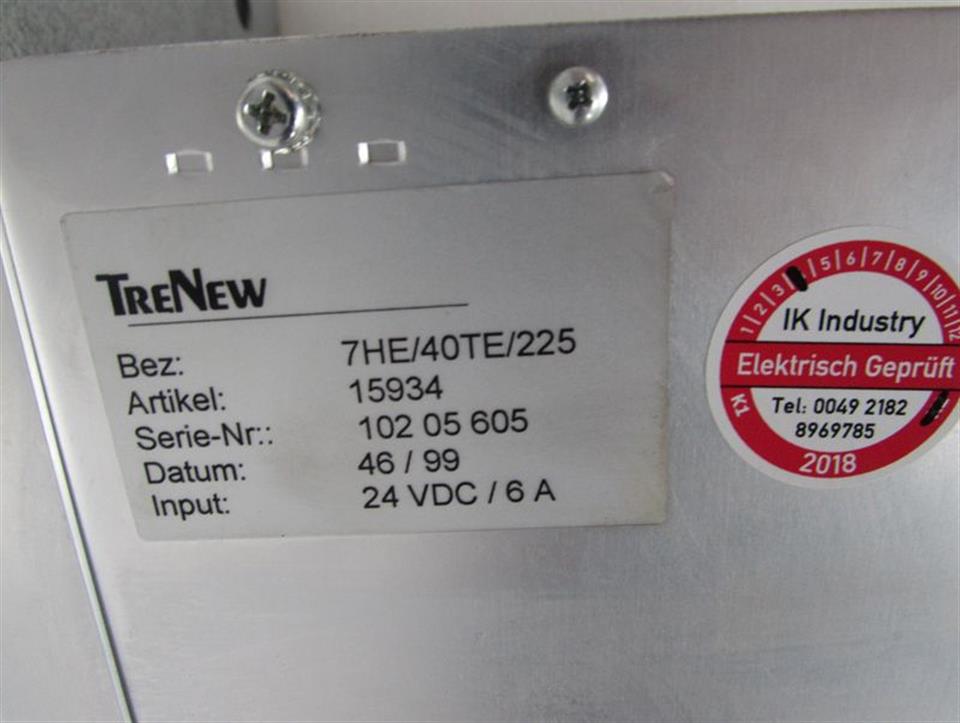 TRENEW
Bez: 7HE/40TE/225
Artikel: 15934
Serie-Nr:: 102 05 605
Datum: 46 / 99
Input: 24 VDC / 6 A
1|2|3| |5|6|7|8|9|10|11|12
IK Industry
Elektrisch Geprüft
K1
Tel: 0049 2182
8969785
2018